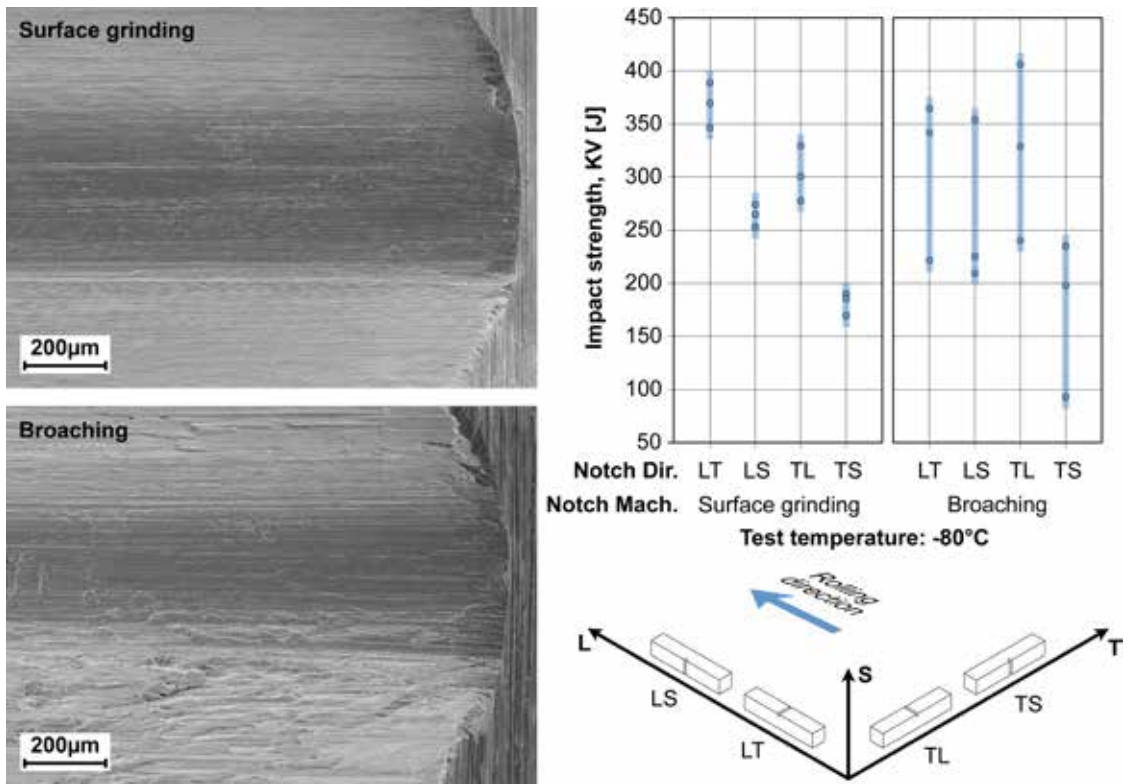 Surface grinding
200µm
Broaching
200µm
Impact strength, KV [J]
450
400
350
300
250
200
150
100
50
Notch Dir. LT LS TL TS LT LS TL TS
Notch Mach. Surface grinding Broaching
Test temperature: -80°C
Rolling
direction
L
S
T
LS
LT
TL
TS